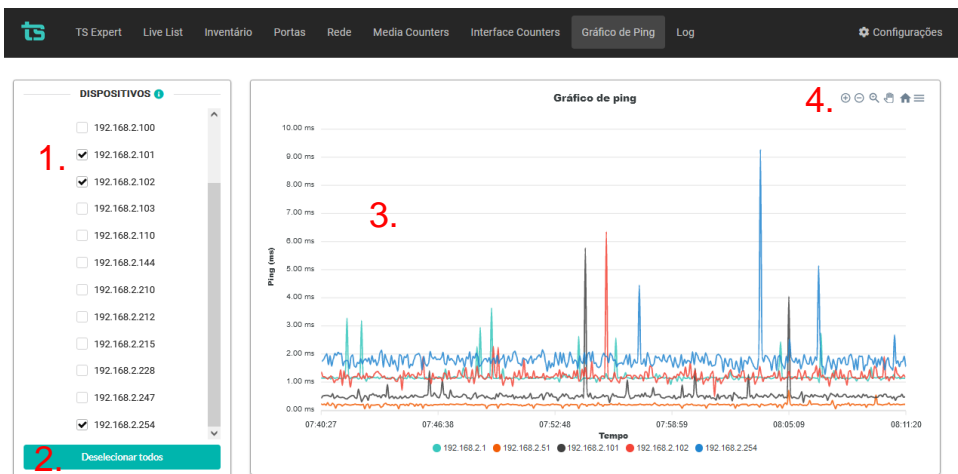 ts TS Expert Live List Inventário Portas Rede Media Counters Interface Counters Gráfico de Ping Log Configurações
DISPOSITIVOS
192.168.2.100
192.168.2.101
192.168.2.102
192.168.2.103
192.168.2.110
192.168.2.144
192.168.2.210
192.168.2.212
192.168.2.215
192.168.2.228
192.168.2.247
192.168.2.254
Deselecionar todos
1.
2.
Gráfico de ping
4.
3.
Ping (ms)
10.00 ms
9.00 ms
8.00 ms
7.00 ms
6.00 ms
5.00 ms
4.00 ms
3.00 ms
2.00 ms
1.00 ms
0.00 ms
07:40:27 07:46:38 07:52:48 07:58:59 08:05:09 08:11:20
Tempo
192.168.2.1 192.168.2.51 192.168.2.101 192.168.2.102 192.168.2.254